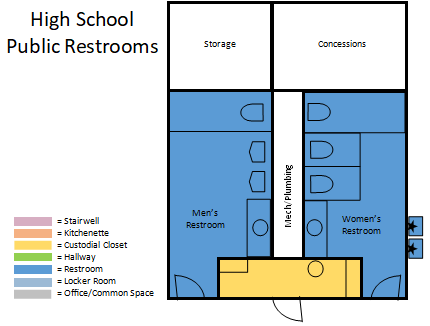 High School
Public Restrooms
Storage
Concessions
Mech/Plumbing
Men's
Restroom
Women's
Restroom
= Stairwell
= Kitchenette
= Custodial Closet
= Hallway
= Restroom
= Locker Room
= Office/Common Space